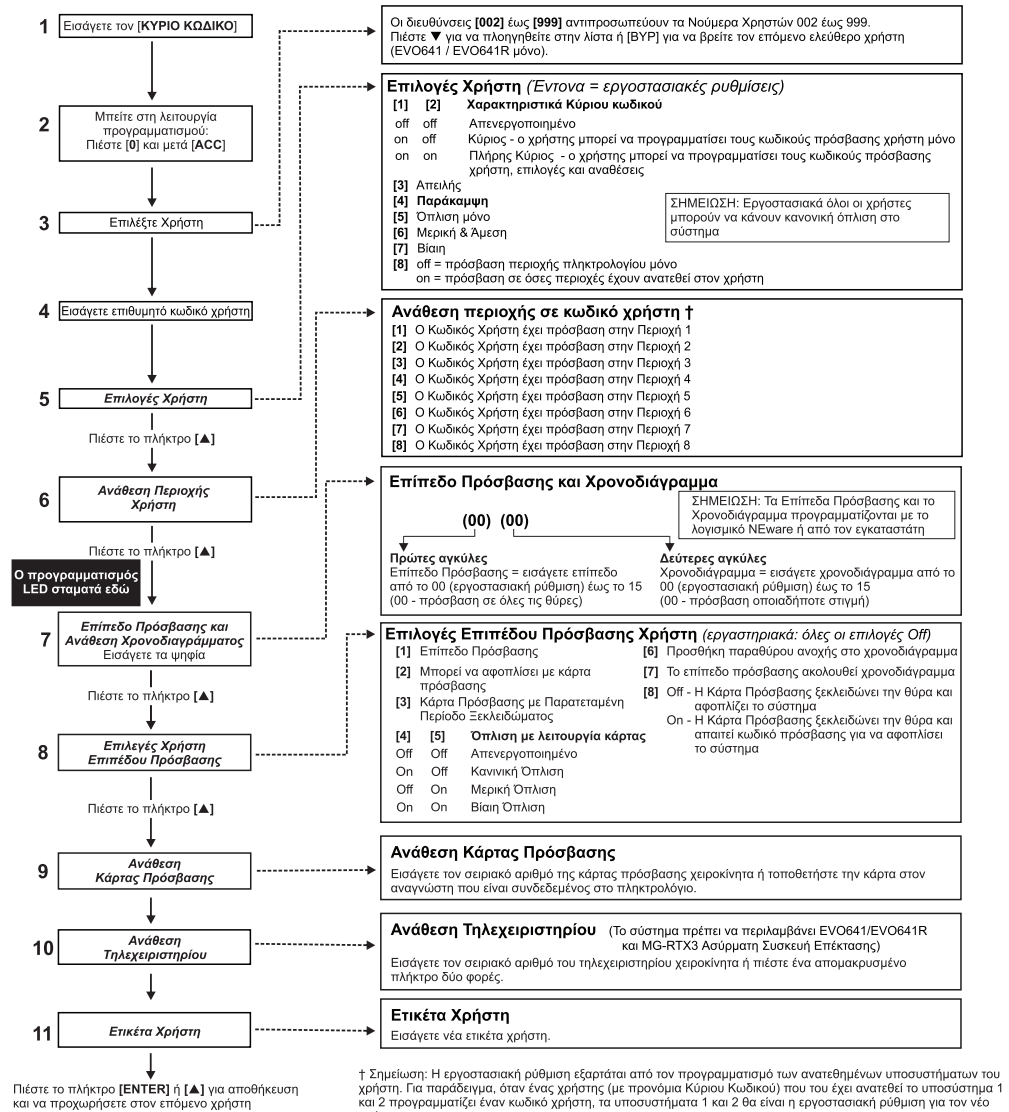 1
Εισάγετε τον [ΚΥΡΙΟ ΚΩΔΙΚΟ]
2
Μπείτε στη λειτουργία
προγραμματισμού:
Πιέστε [0] και μετά [ACC]
3
Επιλέξτε Χρήστη
4
Εισάγετε επιθυμητό κωδικό χρήστη
5
Επιλογές Χρήστη
Πιέστε το πλήκτρο [▲]
6
Ανάθεση Περιοχής
Χρήστη
Πιέστε το πλήκτρο [▲]
Ο προγραμματισμός
LED σταματά εδώ
7
Επίπεδο Πρόσβασης και
Ανάθεση Χρονοδιαγράμματος
Εισάγετε τα ψηφία
Πιέστε το πλήκτρο [▲]
8
Επιλεγές Χρήστη
Επιπέδου Πρόσβασης
Πιέστε το πλήκτρο [▲]
9
Ανάθεση
Κάρτας Πρόσβασης
10
Ανάθεση
Τηλεχειριστηρίου
11
Ετικέτα Χρήστη
Πιέστε το πλήκτρο [ENTER] ή [▲] για αποθήκευση
και να προχωρήσετε στον επόμενο χρήστη
Οι διευθύνσεις [002] έως [999] αντιπροσωπεύουν τα Νούμερα Χρηστών 002 έως 999.
Πιέστε ▼ για να πλοηγηθείτε στην λίστα ή [BYP] για να βρείτε τον επόμενο ελεύθερο χρήστη
(EVO641 / EVO641R μόνο).
Επιλογές Χρήστη (Έντονα = εργοστασιακές ρυθμίσεις)
[1] [2] Χαρακτηριστικά Κύριου κωδικού
off off Απενεργοποιημένο
on off Κύριος - ο χρήστης μπορεί να προγραμματίσει τους κωδικούς πρόσβασης χρήστη μόνο
on on Πλήρης Κύριος - ο χρήστης μπορεί να προγραμματίσει τους κωδικούς πρόσβασης
χρήστη, επιλογές και αναθέσεις
[3] Απειλής
[4] Παράκαμψη
[5] Όπλιση μόνο
[6] Μερική & Άμεση
[7] Βίαιη
[8] off = πρόσβαση περιοχής πληκτρολογίου μόνο
on = πρόσβαση σε όσες περιοχές έχουν ανατεθεί στον χρήστη
ΣΗΜΕΙΩΣΗ: Εργοστασιακά όλοι οι χρήστες
μπορούν να κάνουν κανονική όπλιση στο
σύστημα
Ανάθεση περιοχής σε κωδικό χρήστη †
[1] Ο Κωδικός Χρήστη έχει πρόσβαση στην Περιοχή 1
[2] Ο Κωδικός Χρήστη έχει πρόσβαση στην Περιοχή 2
[3] Ο Κωδικός Χρήστη έχει πρόσβαση στην Περιοχή 3
[4] Ο Κωδικός Χρήστη έχει πρόσβαση στην Περιοχή 4
[5] Ο Κωδικός Χρήστη έχει πρόσβαση στην Περιοχή 5
[6] Ο Κωδικός Χρήστη έχει πρόσβαση στην Περιοχή 6
[7] Ο Κωδικός Χρήστη έχει πρόσβαση στην Περιοχή 7
[8] Ο Κωδικός Χρήστη έχει πρόσβαση στην Περιοχή 8
Επίπεδο Πρόσβασης και Χρονοδιάγραμμα
ΣΗΜΕΙΩΣΗ: Τα Επίπεδα Πρόσβασης και το
Χρονοδιάγραμμα προγραμματίζονται με το
λογισμικό NEware ή από τον εγκαταστάτη
(00) (00)
Πρώτες αγκύλες
Επίπεδο Πρόσβασης = εισάγετε επίπεδο
από το 00 (εργοστασιακή ρύθμιση) έως το 15
(00 - πρόσβαση σε όλες τις θύρες)
Δεύτερες αγκύλες
Χρονοδιάγραμμα = εισάγετε χρονοδιάγραμμα από το
00 (εργοστασιακή ρύθμιση) έως το 15
(00 - πρόσβαση οποιαδήποτε στιγμή)
Επιλογές Επιπέδου Πρόσβασης Χρήστη (εργαστηριακά: όλες οι επιλογές Off)
[1] Επίπεδο Πρόσβασης
[2] Μπορεί να αφοπλίσει με κάρτα
πρόσβασης
[3] Κάρτα Πρόσβασης με Παρατεταμένη
Περίοδο Ξεκλειδώματος
[4] [5] Όπλιση με λειτουργία κάρτας
Off Off Απενεργοποιημένο
On Off Κανινική Όπλιση
Off On Μερική Όπλιση
On On Βίαιη Όπλιση
[6] Προσθήκη παραθύρου ανοχής στο χρονοδιάγραμμα
[7] Το επίπεδο πρόσβασης ακολουθεί χρονοδιάγραμμα
[8] Off - Η Κάρτα Πρόσβασης ξεκλειδώνει την θύρα και
αφοπλίζει το σύστημα
On - Η Κάρτα Πρόσβασης ξεκλειδώνει την θύρα και
απαιτεί κωδικό πρόσβασης για να αφοπλίσει
το σύστημα
Ανάθεση Κάρτας Πρόσβασης
Εισάγετε τον σειριακό αριθμό της κάρτας πρόσβασης χειροκίνητα ή τοποθετήστε την κάρτα στον
αναγνώστη που είναι συνδεδεμένος στο πληκτρολόγιο.
Ανάθεση Τηλεχειριστηρίου (Το σύστημα πρέπει να περιλαμβάνει EVO641/EVO641R
και MG-RTX3 Ασύρματη Συσκευή Επέκτασης)
Εισάγετε τον σειριακό αριθμό του τηλεχειριστηρίου χειροκίνητα ή πιέστε ένα απομακρυσμένο
πλήκτρο δύο φορές.
Ετικέτα Χρήστη
Εισάγετε νέα ετικέτα χρήστη.
† Σημείωση: Η εργοστασιακή ρύθμιση εξαρτάται από τον προγραμματισμό των ανατεθημένων υποσυστήματων του
χρήστη. Για παράδειγμα, όταν ένας χρήστης (με προνόμια Κύριου Κωδικού) που του έχει ανατεθεί το υποσύστημα 1
και 2 προγραμματίζει έναν κωδικό χρήστη, τα υποσυστήματα 1 και 2 θα είναι η εργοστασιακή ρύθμιση για τον νέο